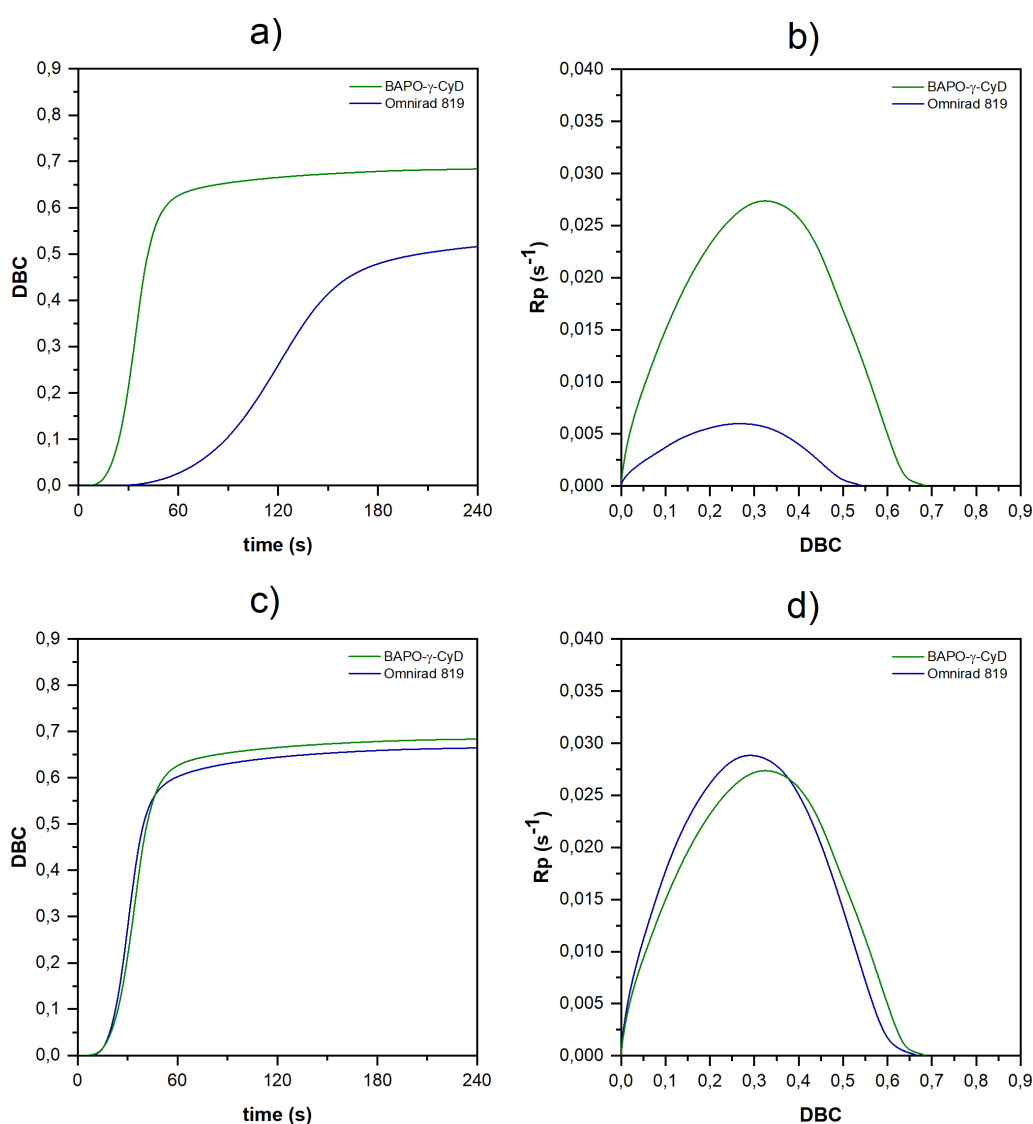 a)
0,9
0,8
0,7
0,6
0,5
0,4
0,3
0,2
0,1
0,0
DBC
BAPO-γ-CyD
Omnirad 819
0 60 120 180 240
time (s)
b)
0,040
0,035
0,030
0,025
0,020
0,015
0,010
0,005
0,000
Rp (s⁻¹)
BAPO-γ-CyD
Omnirad 819
0,0 0,1 0,2 0,3 0,4 0,5 0,6 0,7 0,8 0,9
DBC
c)
0,9
0,8
0,7
0,6
0,5
0,4
0,3
0,2
0,1
0,0
DBC
BAPO-γ-CyD
Omnirad 819
0 60 120 180 240
time (s)
d)
0,040
0,035
0,030
0,025
0,020
0,015
0,010
0,005
0,000
Rp (s⁻¹)
BAPO-γ-CyD
Omnirad 819
0,0 0,1 0,2 0,3 0,4 0,5 0,6 0,7 0,8 0,9
DBC